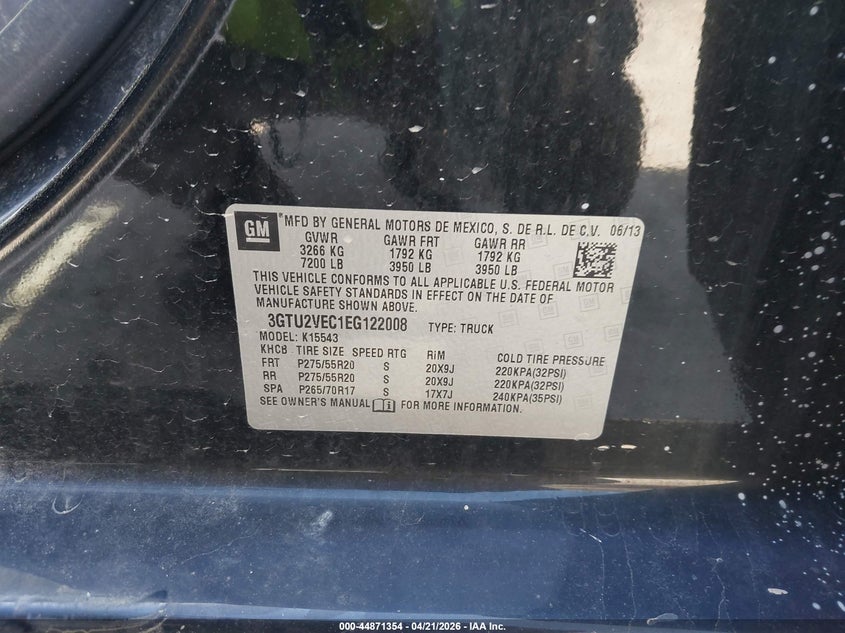 GM ® MFD BY GENERAL MOTORS DE MEXICO, S. DE R.L. DE C.V. 06/13
GVWR GAWR FRT GAWR RR
3266 KG 1792 KG 1792 KG
7200 LB 3950 LB 3950 LB
THIS VEHICLE CONFORMS TO ALL APPLICABLE U.S. FEDERAL MOTOR
VEHICLE SAFETY STANDARDS IN EFFECT ON THE DATE OF
MANUFACTURE SHOWN ABOVE.
3GTU2VEC1EG122008 TYPE: TRUCK
MODEL: K15543
KHCB TIRE SIZE SPEED RTG RIM COLD TIRE PRESSURE
FRT P275/55R20 S 20X9J 220KPA(32PSI)
RR P275/55R20 S 20X9J 220KPA(32PSI)
SPA P265/70R17 S 17X7J 240KPA(35PSI)
SEE OWNER'S MANUAL FOR MORE INFORMATION.
000-44871354 - 04/21/2026 - IAA Inc.